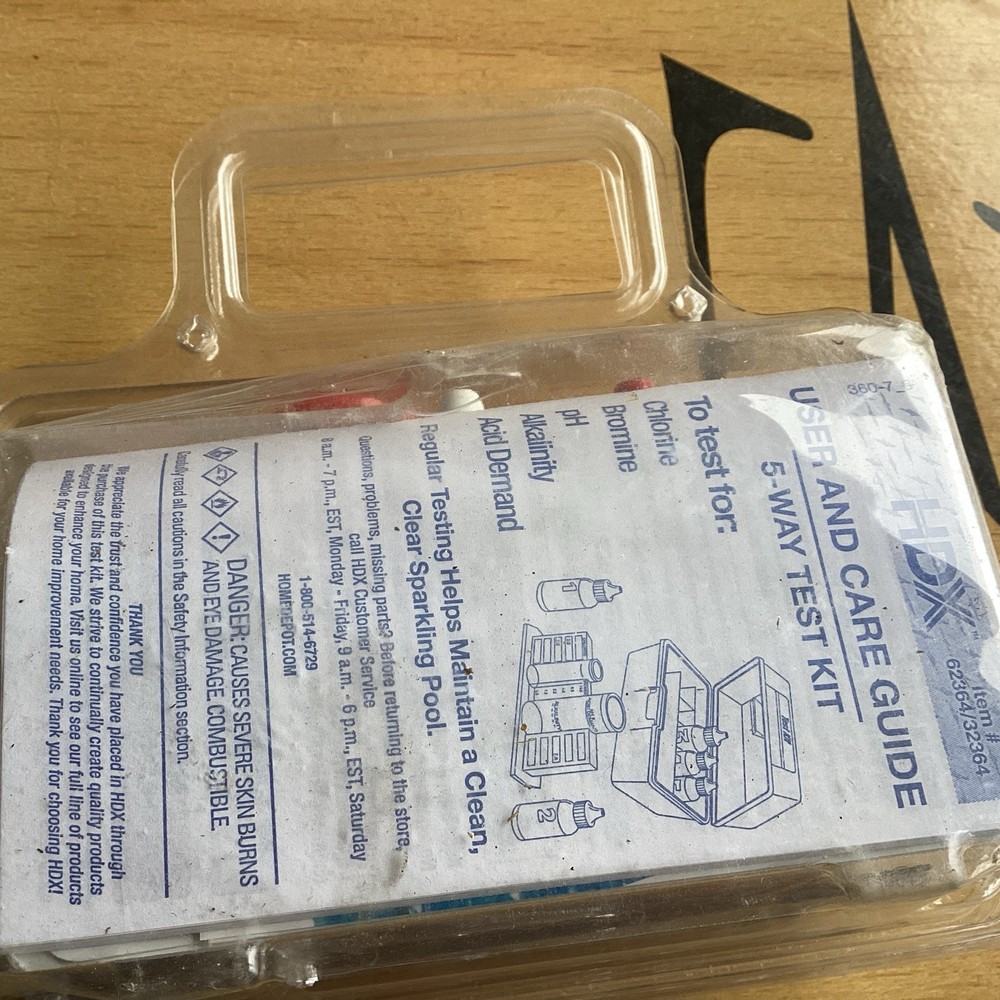 HDX™
Item #
62364/32364
360-7
USER AND CARE GUIDE
5-WAY TEST KIT
To test for:
Chlorine
Bromine
pH
Alkalinity
Acid Demand
1
2
2
Regular Testing Helps Maintain a Clean,
Clear Sparkling Pool.
Questions, problems, missing parts? Before returning to the store,
call HDX Customer Service
8 a.m. - 7 p.m., EST, Monday - Friday, 9 a.m. - 6 p.m., EST, Saturday
1-800-514-6729
HOMEDEPOT.COM
DANGER: CAUSES SEVERE SKIN BURNS
AND EYE DAMAGE. COMBUSTIBLE.
Carefully read all cautions in the Safety Information section.
THANK YOU
We appreciate the trust and confidence you have placed in HDX through
the purchase of this test kit. We strive to continually create quality products
designed to enhance your home. Visit us online to see our full line of products
available for your home improvement needs. Thank you for choosing HDX!